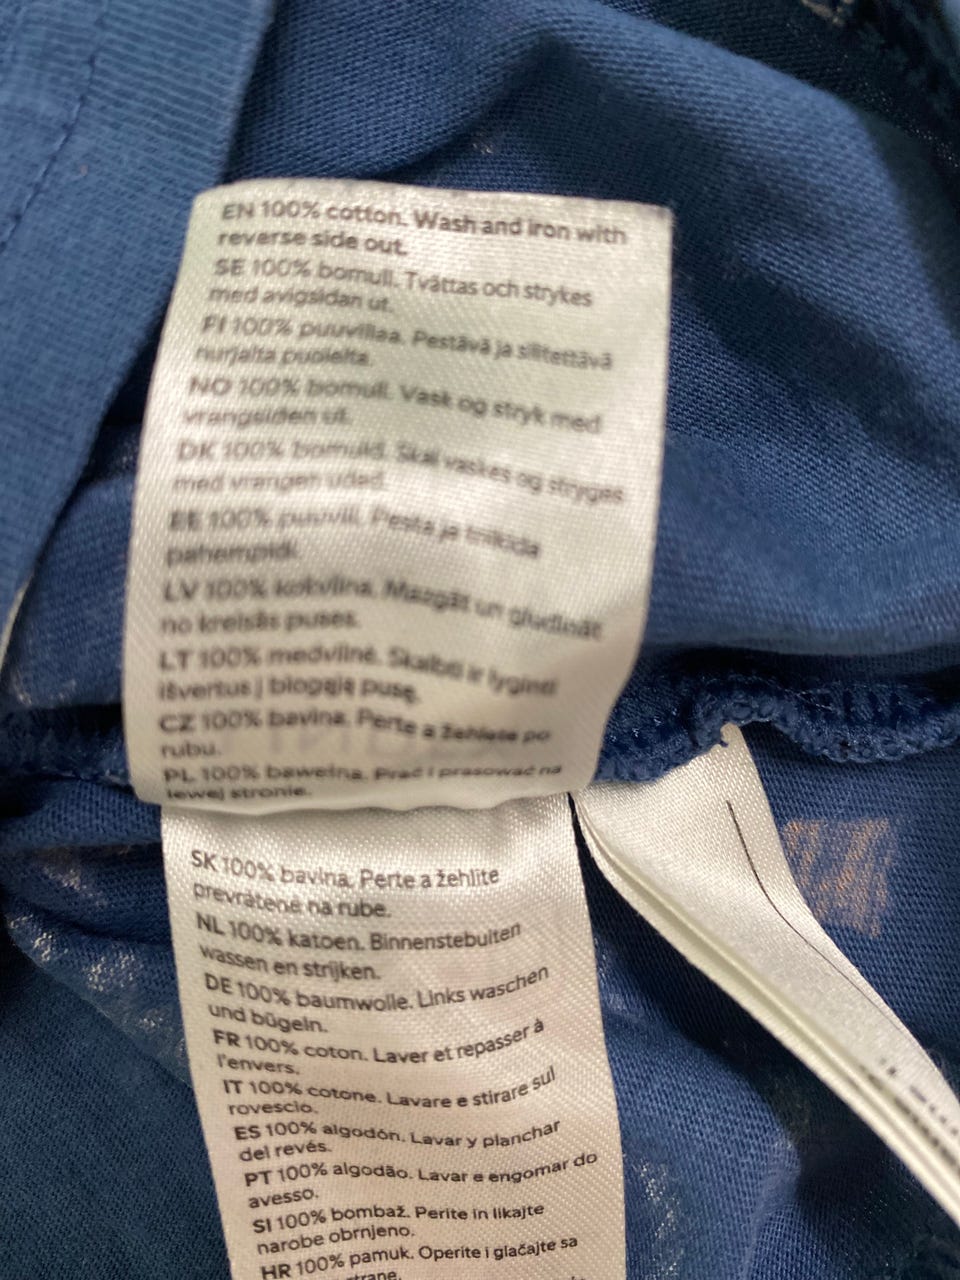 EN 100% cotton. Wash and iron with
reverse side out.
SE 100% bomull. Tvättas och strykes
med avigsidan ut.
FI 100% puuvillaa. Pestävä ja silitettävä
nurjalta puolelta.
NO 100% bomull. Vask og stryk med
vrangsiden ut.
DK 100% bomuld. Skal vaskes og stryges
med vrangen udad.
EE 100% puuvill. Pesta ja triikida
pahempidi.
LV 100% kokvilna. Mazgāt un gludināt
no kreisās puses.
LT 100% medvilnė. Skalbti ir lyginti
išvertus į blogąją pusę.
CZ 100% bavlna. Perte a žehlete po
rubu.
PL 100% bawełna. Prać i prasować na
lewej stronie.
SK 100% bavlna. Perte a žehlite
prevrátené na rube.
NL 100% katoen. Binnenstebuiten
wassen en strijken.
DE 100% baumwolle. Links waschen
und bügeln.
FR 100% coton. Laver et repasser à
l'envers.
IT 100% cotone. Lavare e stirare sul
rovescio.
ES 100% algodón. Lavar y planchar
del revés.
PT 100% algodão. Lavar e engomar do
avesso.
SI 100% bombaž. Perite in likajte
narobe obrnjeno.
HR 100% pamuk. Operite i glačajte sa
strane.